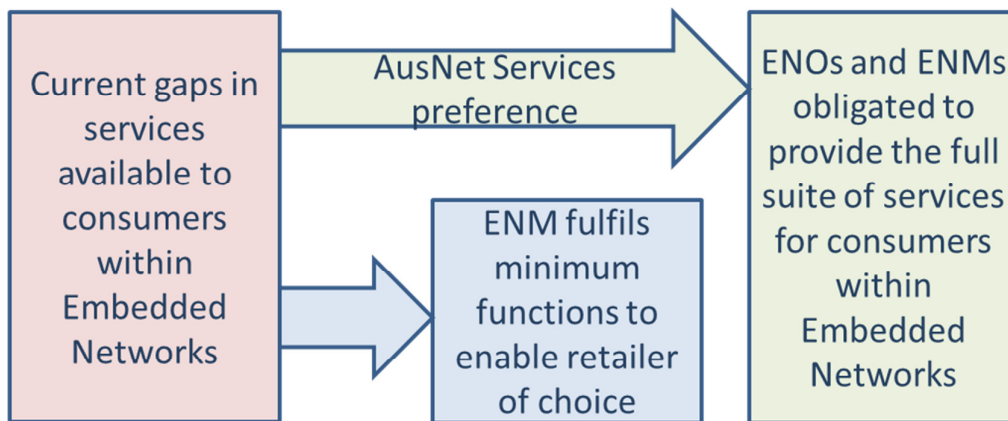 Current gaps in
services
available to
consumers
within
Embedded
Networks
AusNet Services
preference
ENM fulfils
minimum
functions to
enable retailer
of choice
ENOs and ENMs
obligated to
provide the full
suite of services
for consumers
within
Embedded
Networks